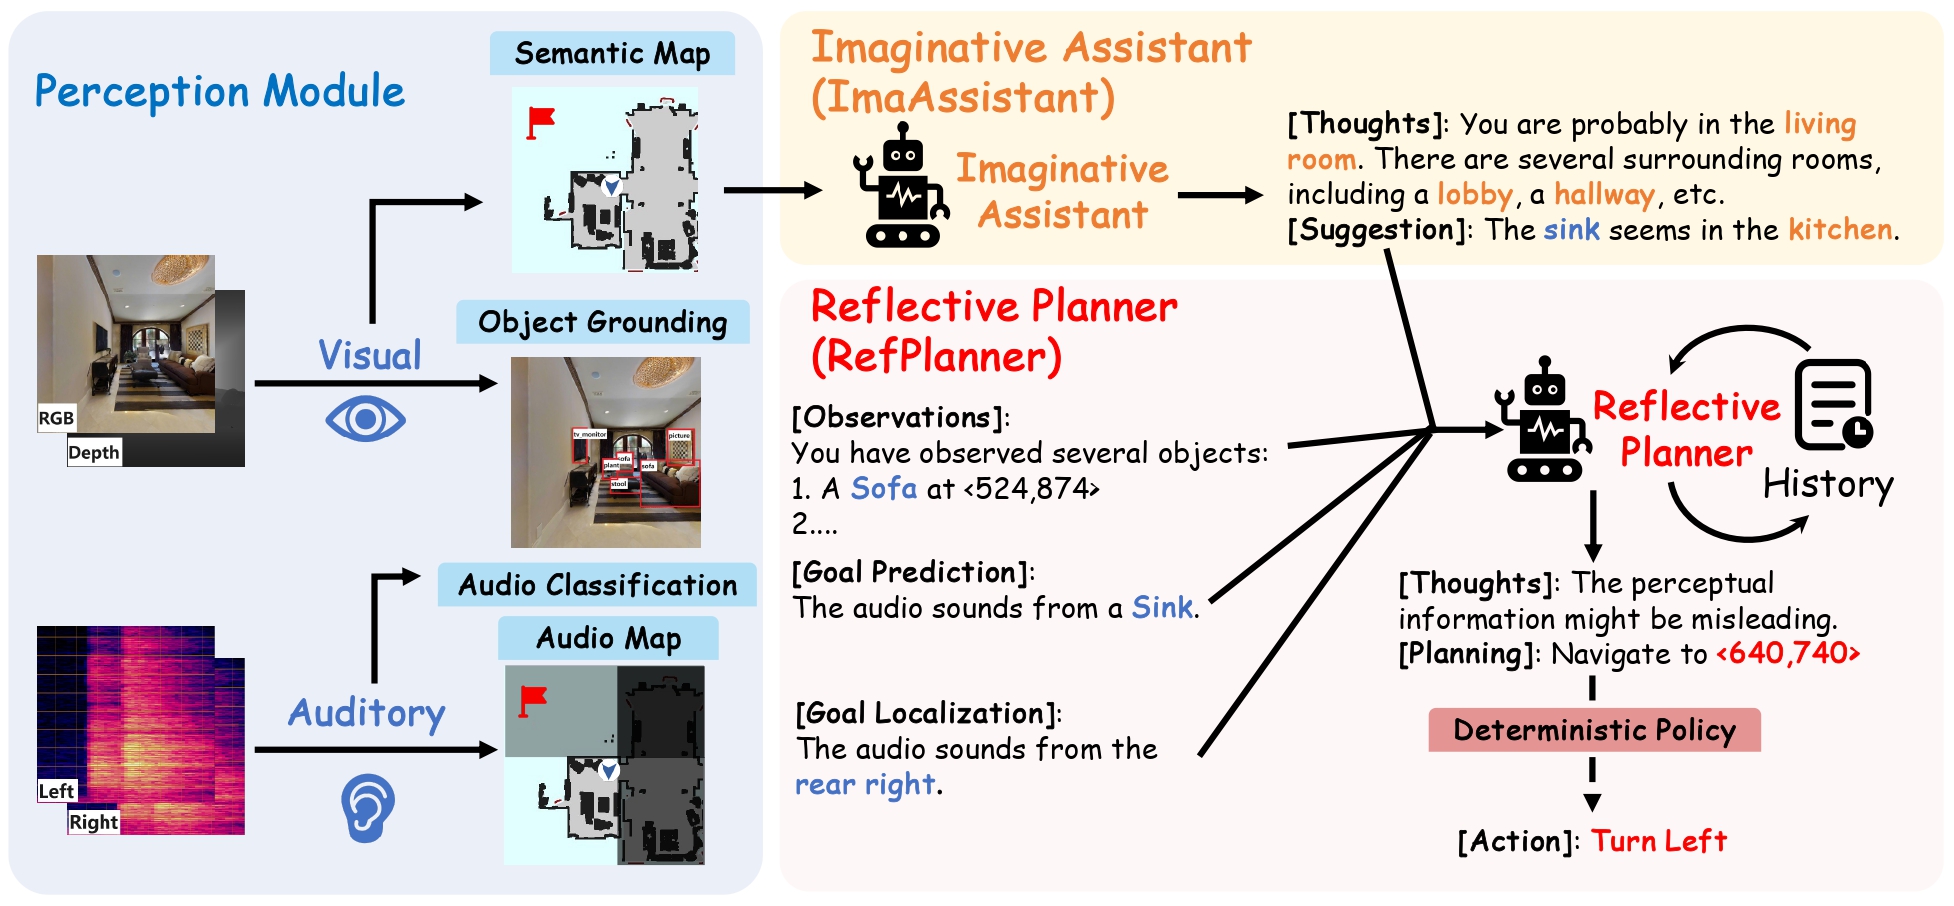 Perception Module
Semantic Map
Visual
RGB
Depth
Object Grounding
tv_monitor
picture
sofa
plant
sofa
stool
Audio Classification
Audio Map
Auditory
Left
Right
Imaginative Assistant
(ImaAssistant)
Imaginative
Assistant
[Thoughts]: You are probably in the living
room. There are several surrounding rooms,
including a lobby, a hallway, etc.
[Suggestion]: The sink seems in the kitchen.
Reflective Planner
(RefPlanner)
[Observations]:
You have observed several objects:
1. A Sofa at <524,874>
2....
[Goal Prediction]:
The audio sounds from a Sink.
[Goal Localization]:
The audio sounds from the
rear right.
Reflective
Planner
History
[Thoughts]: The perceptual
information might be misleading.
[Planning]: Navigate to <640,740>
Deterministic Policy
[Action]: Turn Left